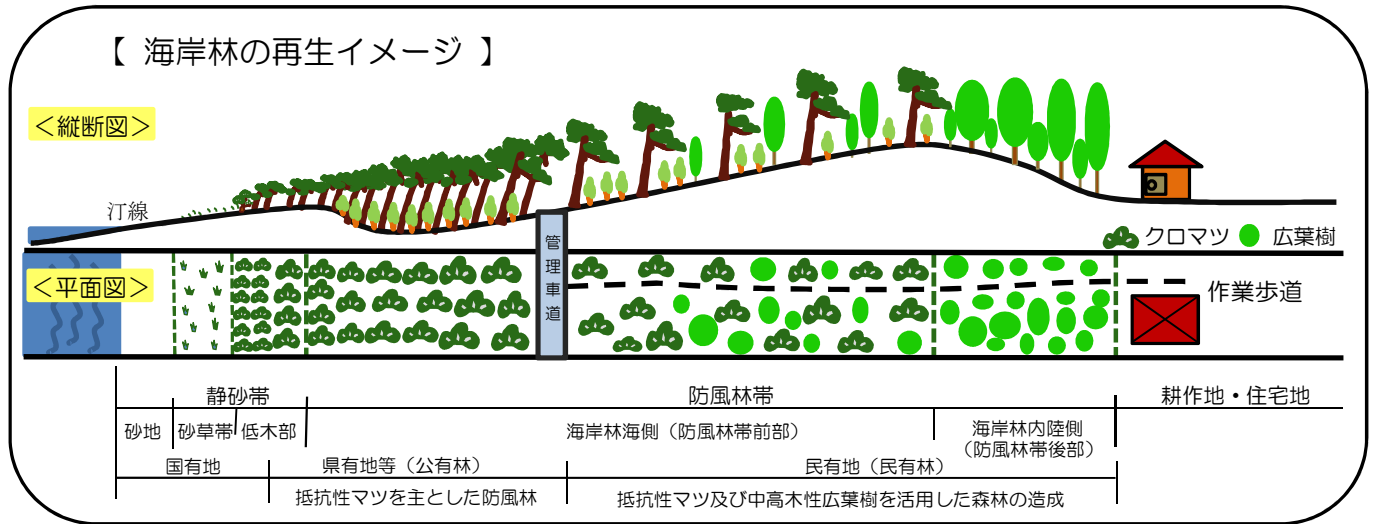 【 海岸林の再生イメージ 】
＜縦断図＞
汀線
クロマツ 広葉樹
管理車道
＜平面図＞
作業歩道
静砂帯 防風林帯 耕作地・住宅地
砂地 砂草帯 低木部 海岸林海側（防風林帯前部） 海岸林内陸側
（防風林帯後部）
国有地 県有地等（公有林） 民有地（民有林）
抵抗性マツを主とした防風林 抵抗性マツ及び中高木性広葉樹を活用した森林の造成